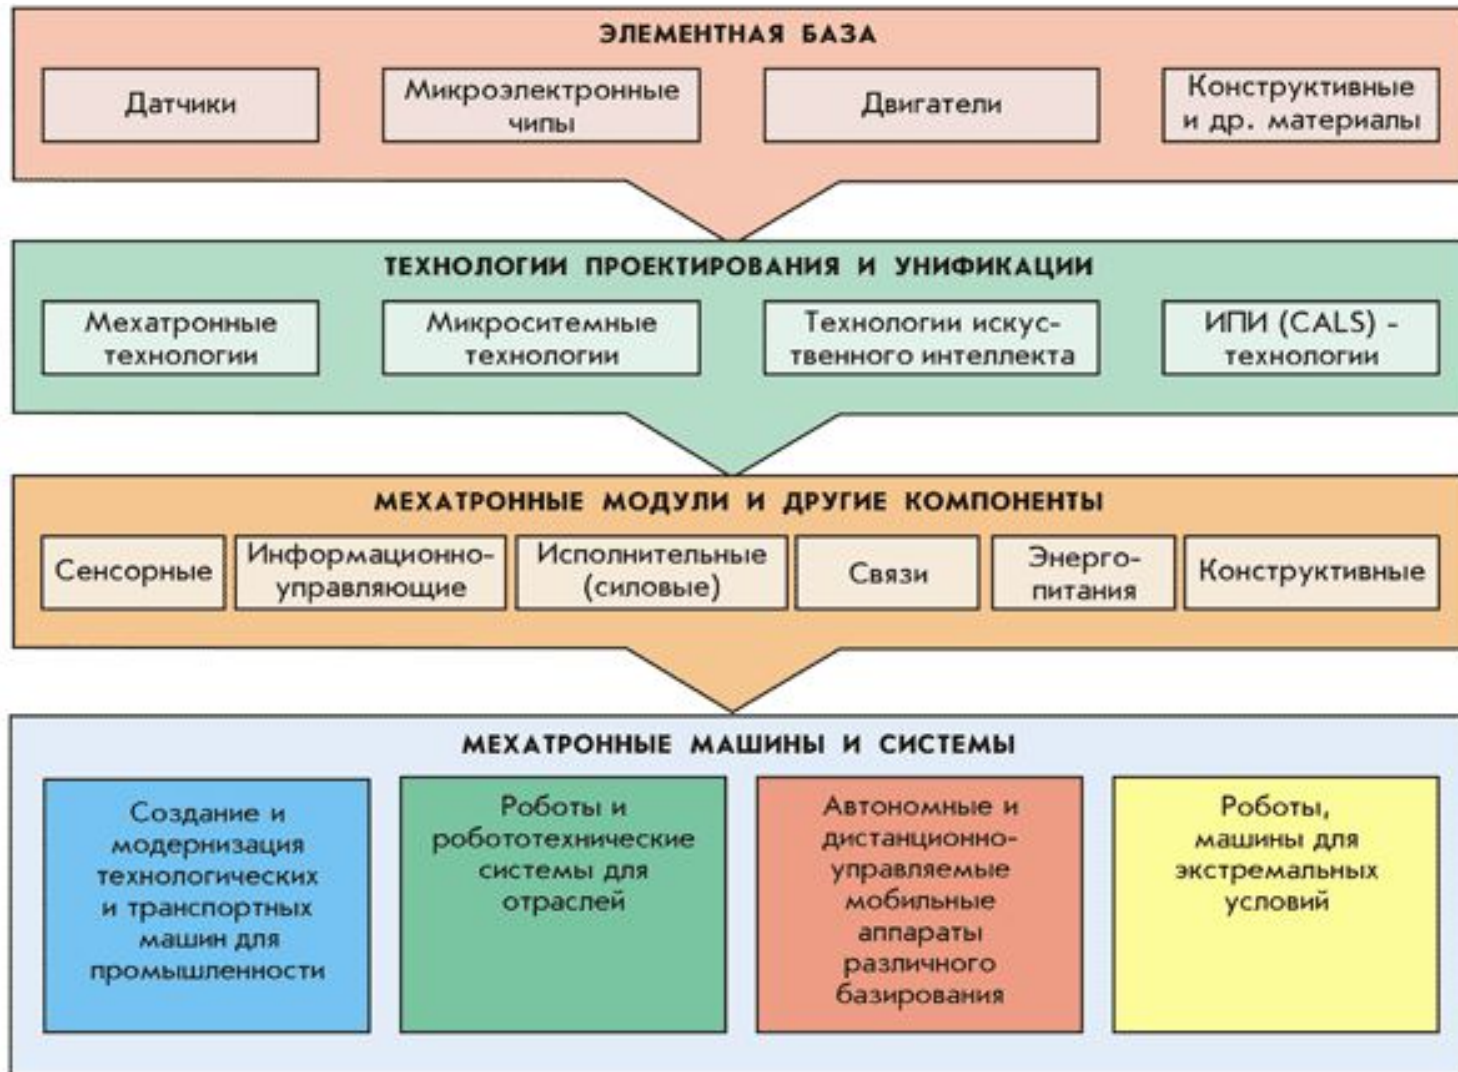 ЭЛЕМЕНТНАЯ БАЗА
Датчики
Микроэлектронные
чипы
Двигатели
Конструктивные
и др. материалы
ТЕХНОЛОГИИ ПРОЕКТИРОВАНИЯ И УНИФИКАЦИИ
Мехатронные
технологии
Микроситемные
технологии
Технологии искус-
твенного интеллекта
ИПИ (CALS) -
технологии
МЕХАТРОННЫЕ МОДУЛИ И ДРУГИЕ КОМПОНЕНТЫ
Сенсорные
Информационно-
управляющие
Исполнительные
(силовые)
Связи
Энерго-
питания
Конструктивные
МЕХАТРОННЫЕ МАШИНЫ И СИСТЕМЫ
Создание и
модернизация
технологических
и транспортных
машин для
промышленности
Роботы и
робототехнические
системы для
отраслей
Автономные и
дистанционно-
управляемые
мобильные
аппараты
различного
базирования
Роботы,
машины для
экстремальных
условий